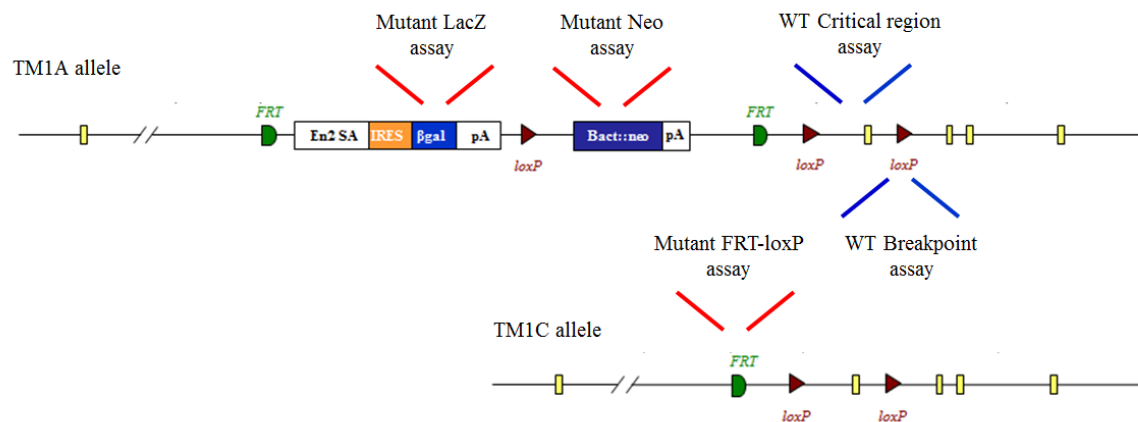 Mutant LacZ
assay
Mutant Neo
assay
WT Critical region
assay
TM1A allele
FRT
FRT
En2 SA
IRES
βgal
pA
Bact::neo
pA
loxP
loxP
loxP
Mutant FRT-loxP
assay
WT Breakpoint
assay
TM1C allele
FRT
loxP
loxP